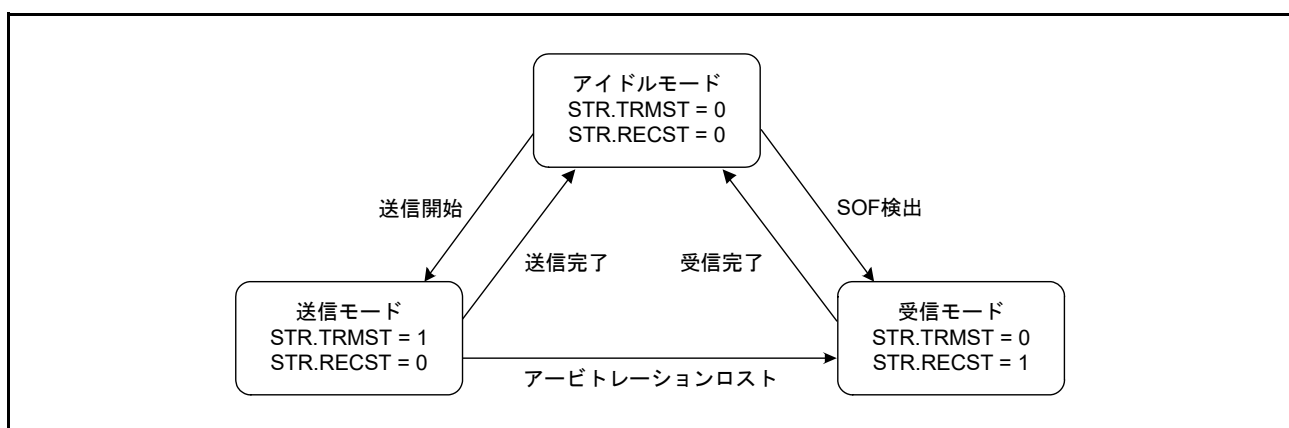 アイドルモード
STR.TRMST = 0
STR.RECST = 0
送信開始
SOF検出
送信完了
受信完了
送信モード
STR.TRMST = 1
STR.RECST = 0
受信モード
STR.TRMST = 0
STR.RECST = 1
アービトレーションロスト